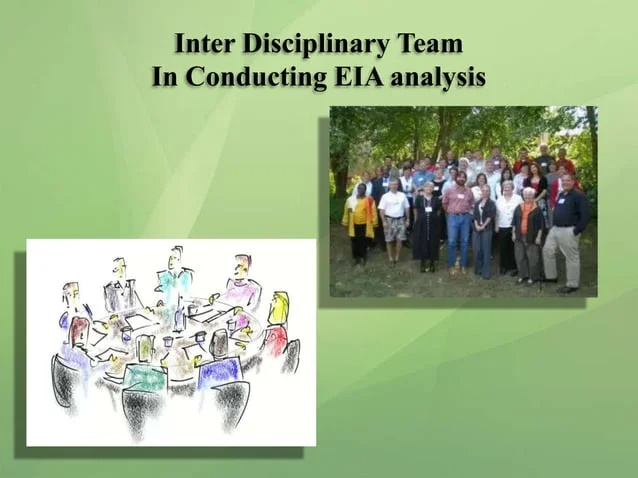 Inter Disciplinary Team
In Conducting EIA analysis